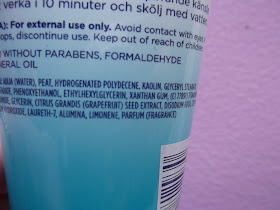 verka i 10 minuter och skölj med vatten
A): For external use only. Avoid contact with eyes
ops, discontinue use. Keep out of reach of children.
WITHOUT PARABENS, FORMALDEHYDE
ERAL OIL
AQUA (WATER), PEAT, HYDROGENATED POLYDECENE, KAOLIN, GLYCERYL
PHENOXYETHANOL, ETHYLHEXYLGLYCERIN, XANTHAN GUM,
GLYCERIN, CITRUS GRANDIS (GRAPEFRUIT) SEED EXTRACT, DISODIUM
HYDROXIDE, LAURETH-7, ALUMINA, LIMONENE, PARFUM (FRAGRANCE)